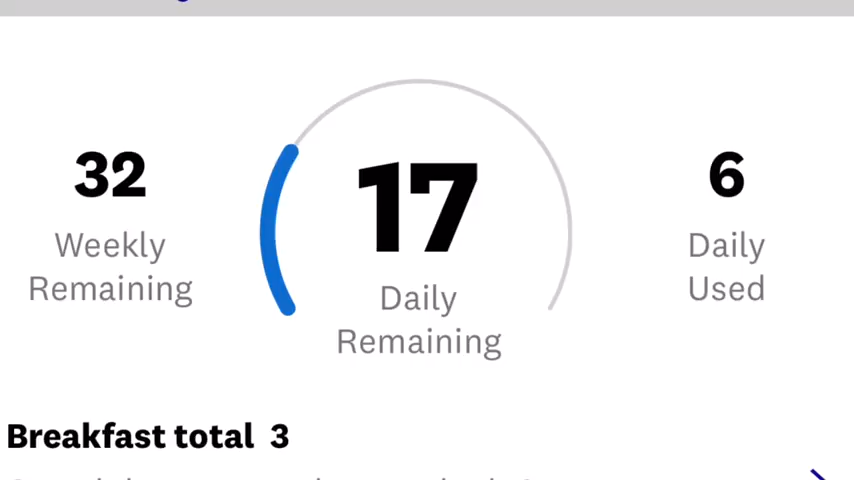 32
Weekly
Remaining
17
Daily
Remaining
6
Daily
Used
Breakfast total 3